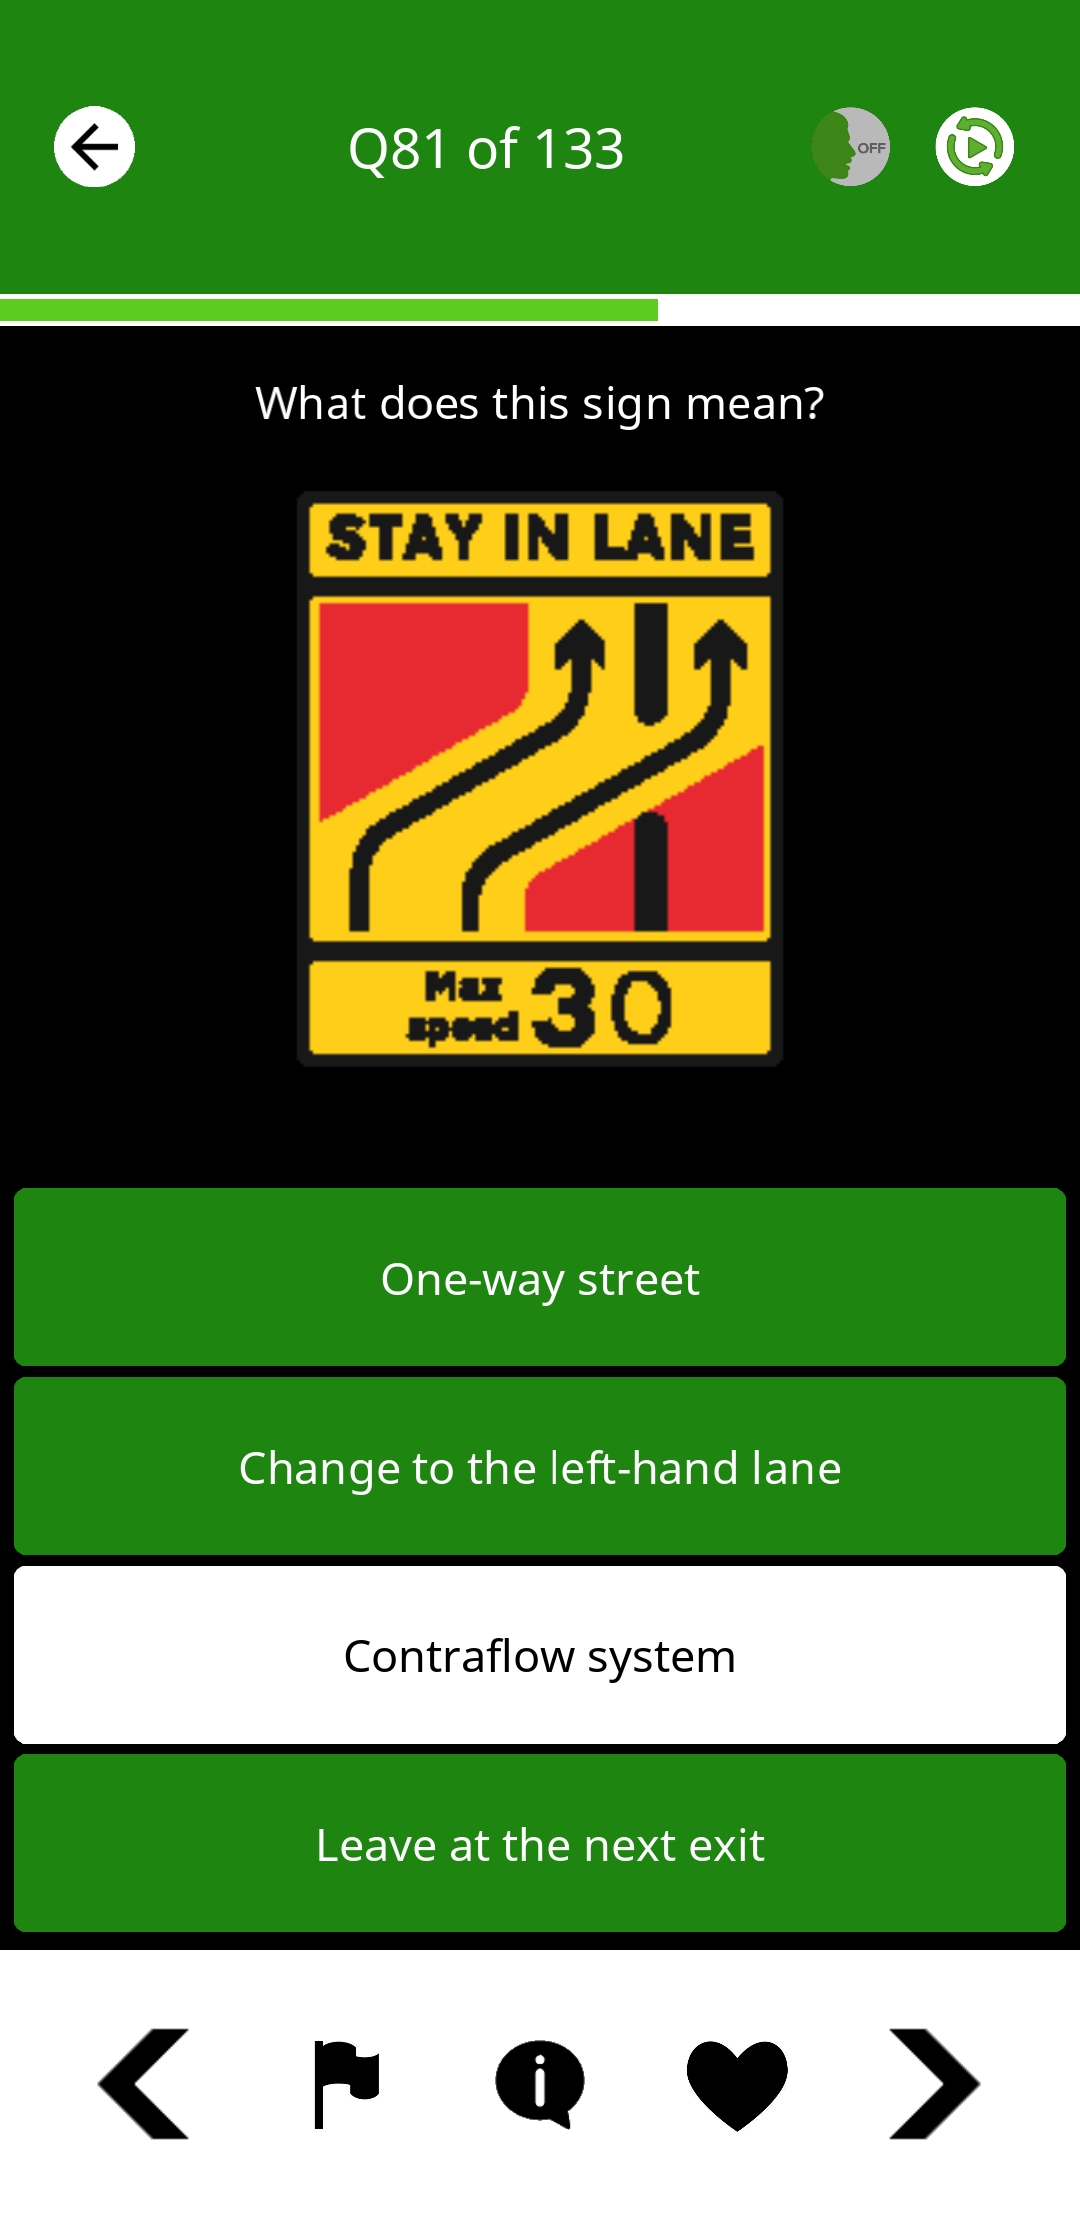 Q81 of 133
OFF
What does this sign mean?
STAY IN LANE
Max
speed 30
One-way street
Change to the left-hand lane
Contraflow system
Leave at the next exit